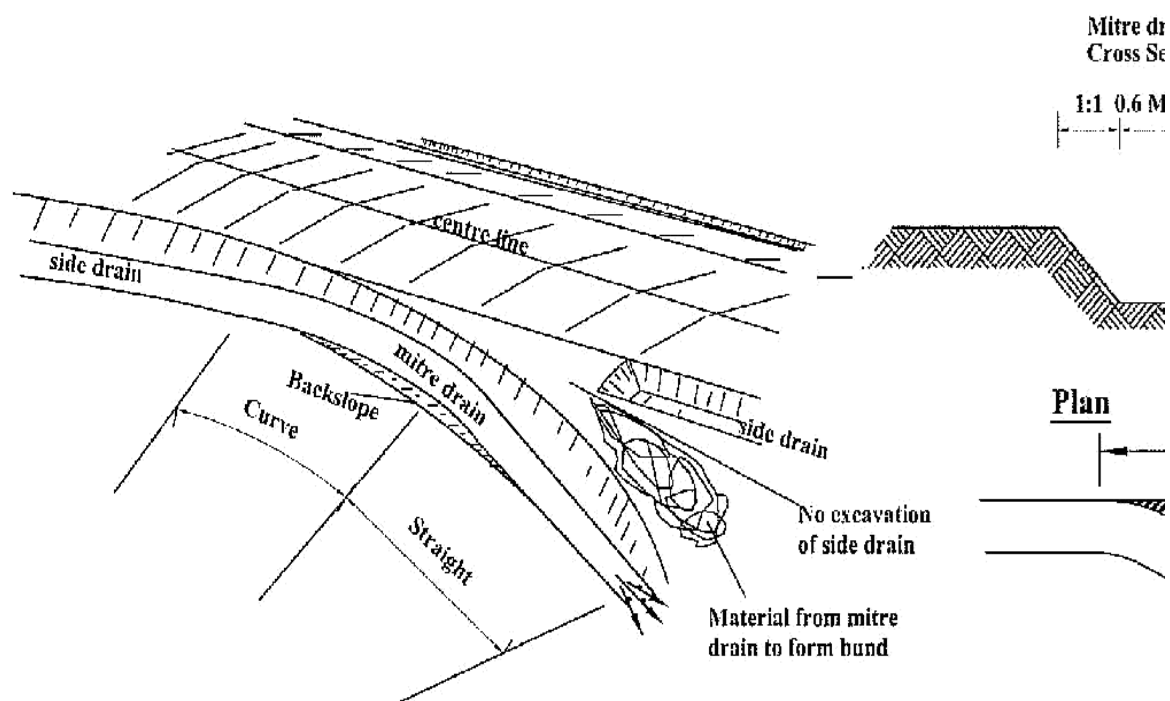 Mitre dr
Cross Se
1:1 0.6 M
centre line
side drain
mitre drain
Backslope
Curve
Straight
side drain
Plan
No excavation
of side drain
Material from mitre
drain to form bund